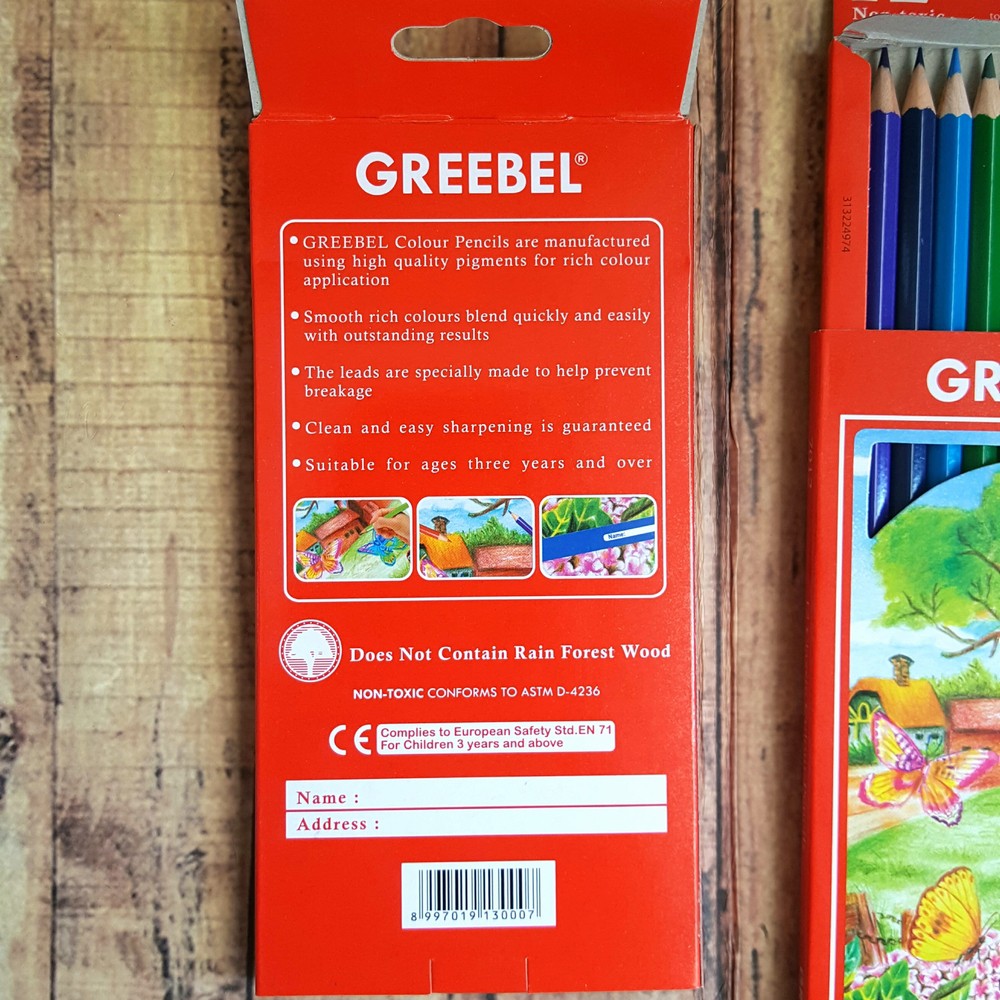 GREEBEL®
• GREEBEL Colour Pencils are manufactured
using high quality pigments for rich colour
application
• Smooth rich colours blend quickly and easily
with outstanding results
• The leads are specially made to help prevent
breakage
• Clean and easy sharpening is guaranteed
• Suitable for ages three years and over
Name:
Does Not Contain Rain Forest Wood
NON-TOXIC CONFORMS TO ASTM D-4236
CE Complies to European Safety Std.EN 71
For Children 3 years and above
Name :
Address :
8 997019 130007
Non-toxic
313224974
GR